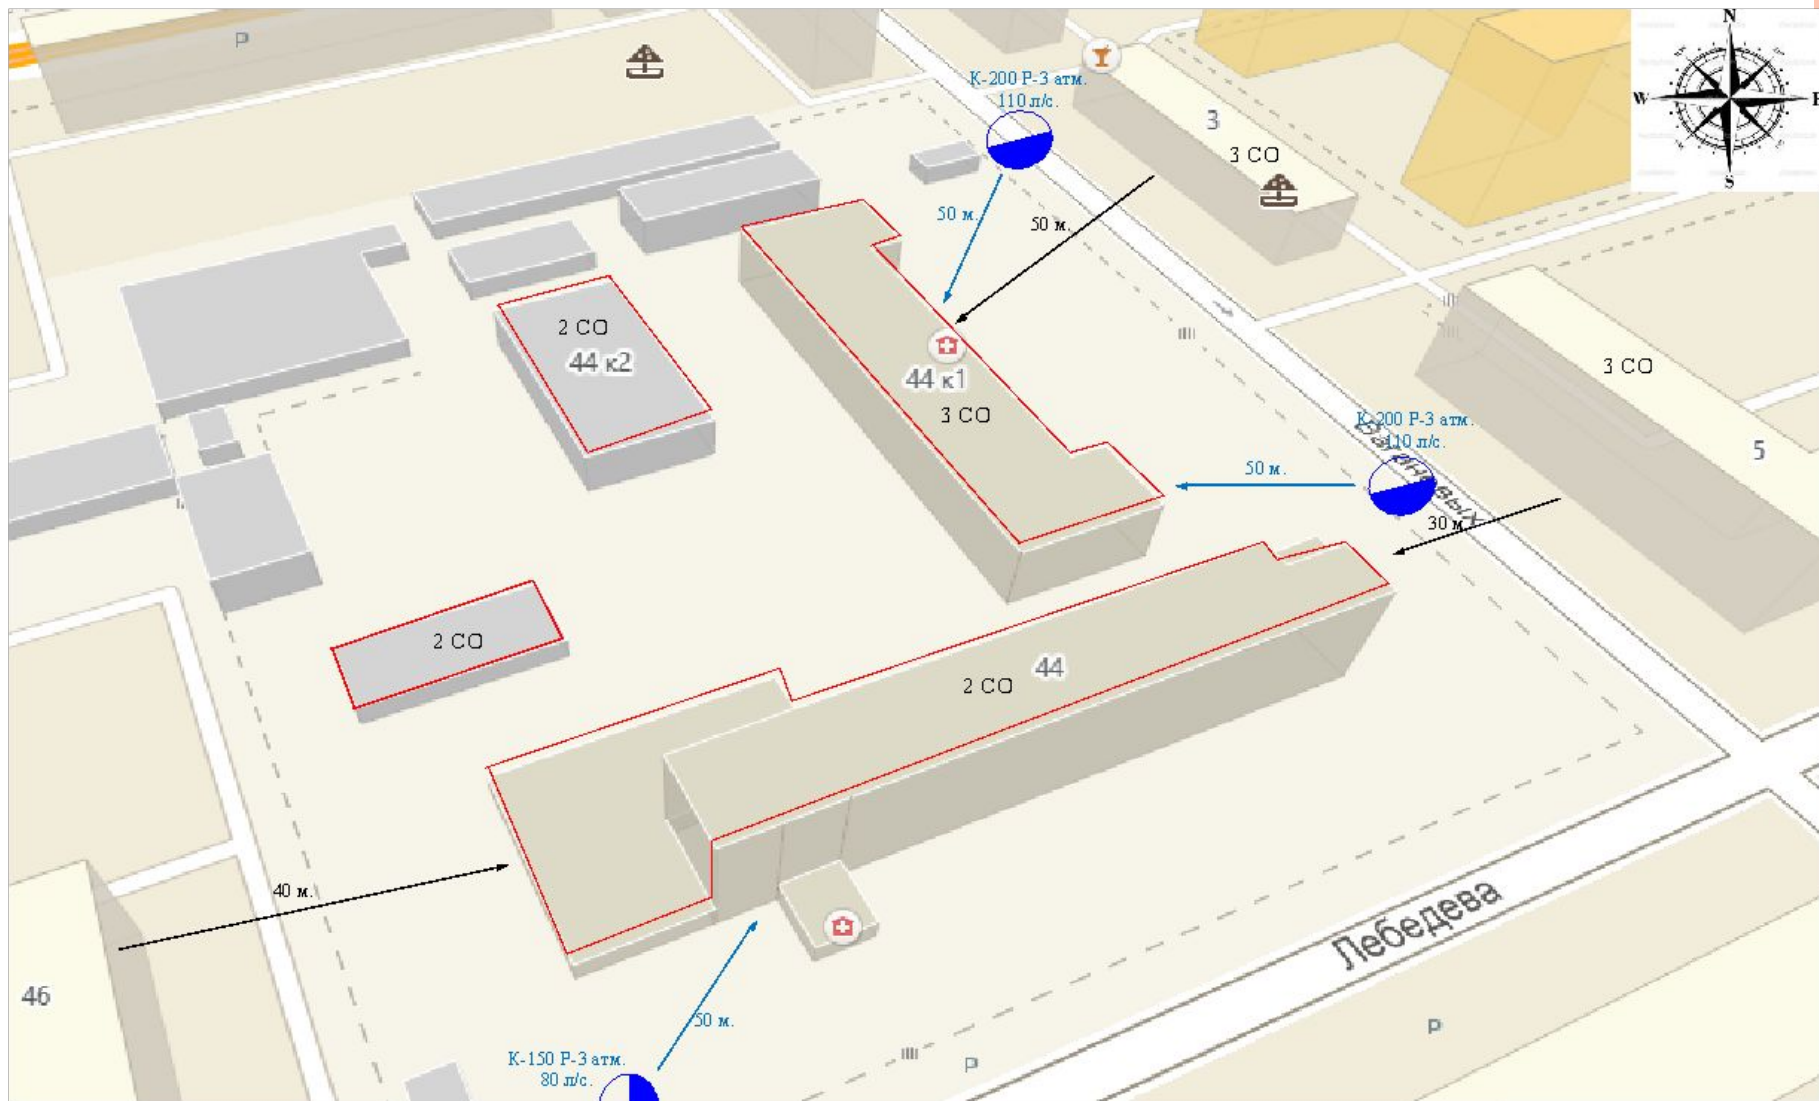 P
N
W
E
S
К-200 Р-3 атм.
110 л/с.
3
3 СО
50 м.
50 м.
2 СО
44 к2
44 к1
3 СО
3 СО
К-200 Р-3 атм.
110 л/с.
5
50 м.
30 м.
2 СО
44
2 СО
40 м.
Лебедева
46
50 м.
К-150 Р-3 атм.
80 л/с.
P
P